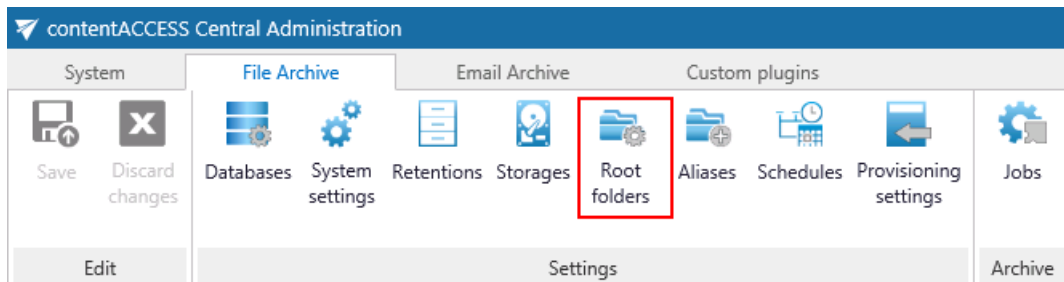 contentACCESS Central Administration
System
File Archive
Email Archive
Custom plugins
Save
Discard
changes
Databases
System
settings
Retentions
Storages
Root
folders
Aliases
Schedules
Provisioning
settings
Jobs
Edit
Settings
Archive